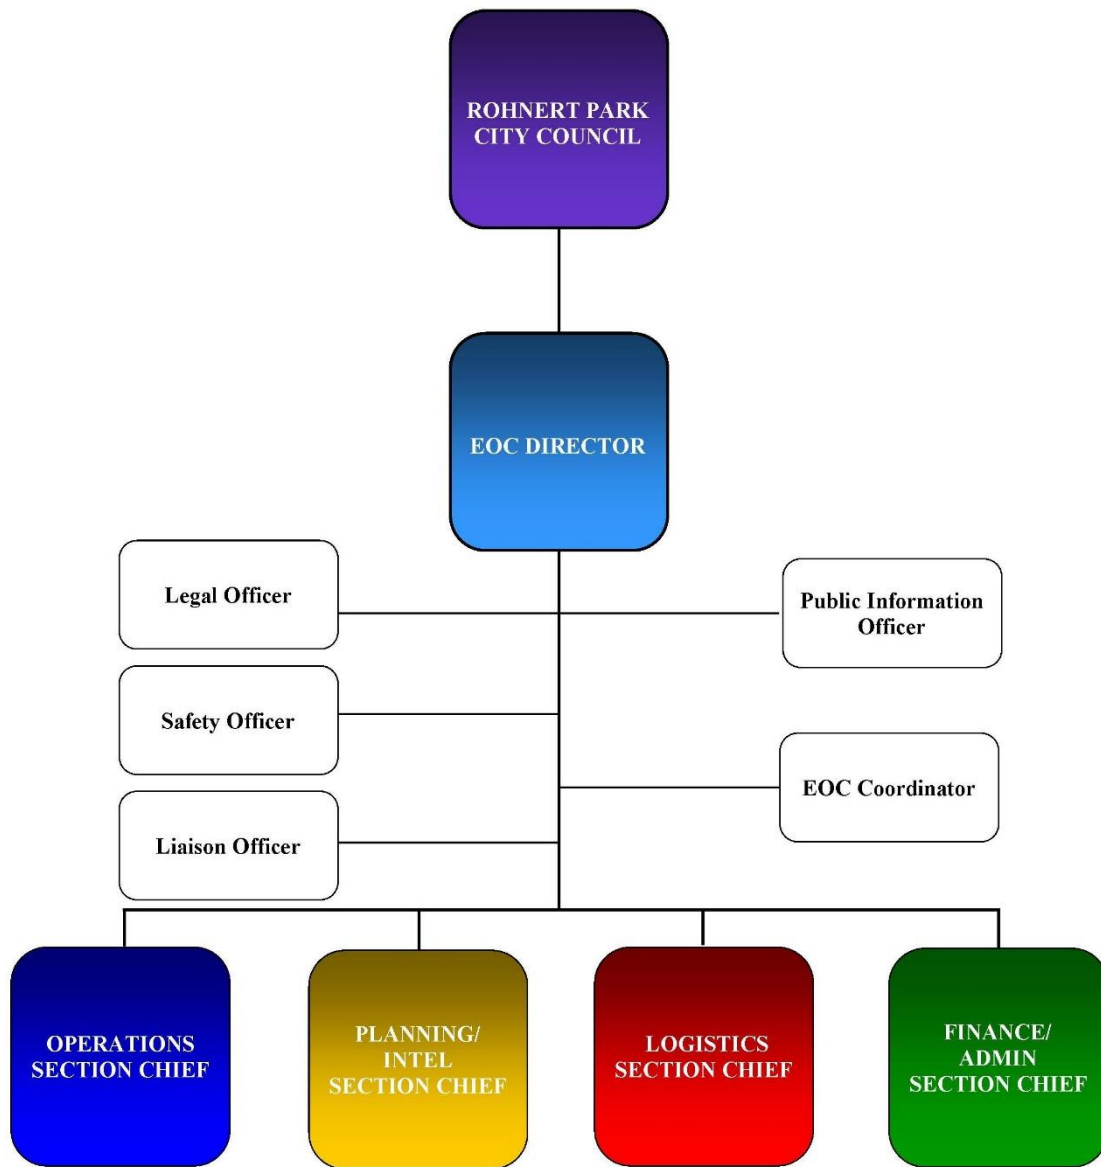 ROHNERT PARK
CITY COUNCIL
EOC DIRECTOR
Legal Officer
Public Information
Officer
Safety Officer
EOC Coordinator
Liaison Officer
OPERATIONS
SECTION CHIEF
PLANNING/
INTEL
SECTION CHIEF
LOGISTICS
SECTION CHIEF
FINANCE/
ADMIN
SECTION CHIEF